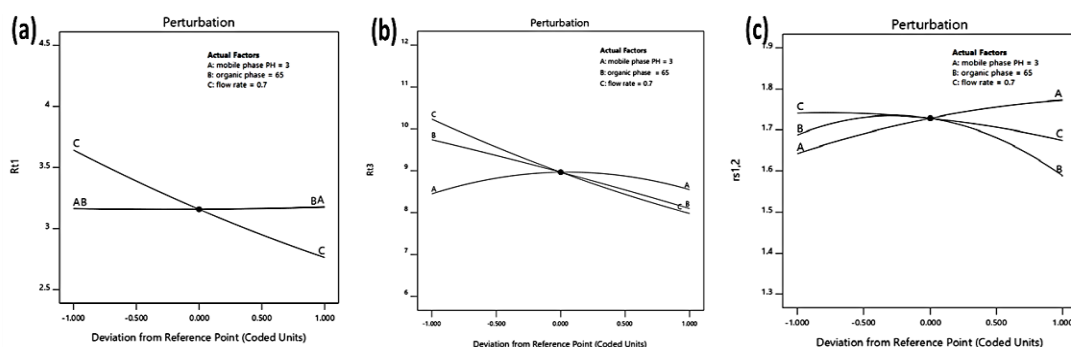 (a)
Perturbation
4.5
4
3.5
3
2.5
Rt1
Actual Factors
A: mobile phase PH = 3
B: organic phase = 65
C: flow rate = 0.7
C
AB
BA
C
-1.000 -0.500 0.000 0.500 1.000
Deviation from Reference Point (Coded Units)
(b)
Perturbation
12
11
10
9
8
7
6
Rt3
Actual Factors
A: mobile phase PH = 3
B: organic phase = 65
C: flow rate = 0.7
C
B
A
A
B
C
-1.000 -0.500 0.000 0.500 1.000
Deviation from Reference Point (Coded Units)
(c)
Perturbation
1.9
1.8
1.7
1.6
1.5
1.4
1.3
rs1,2
Actual Factors
A: mobile phase PH = 3
B: organic phase = 65
C: flow rate = 0.7
C
B
A
A
C
B
-1.000 -0.500 0.000 0.500 1.000
Deviation from Reference Point (Coded Units)